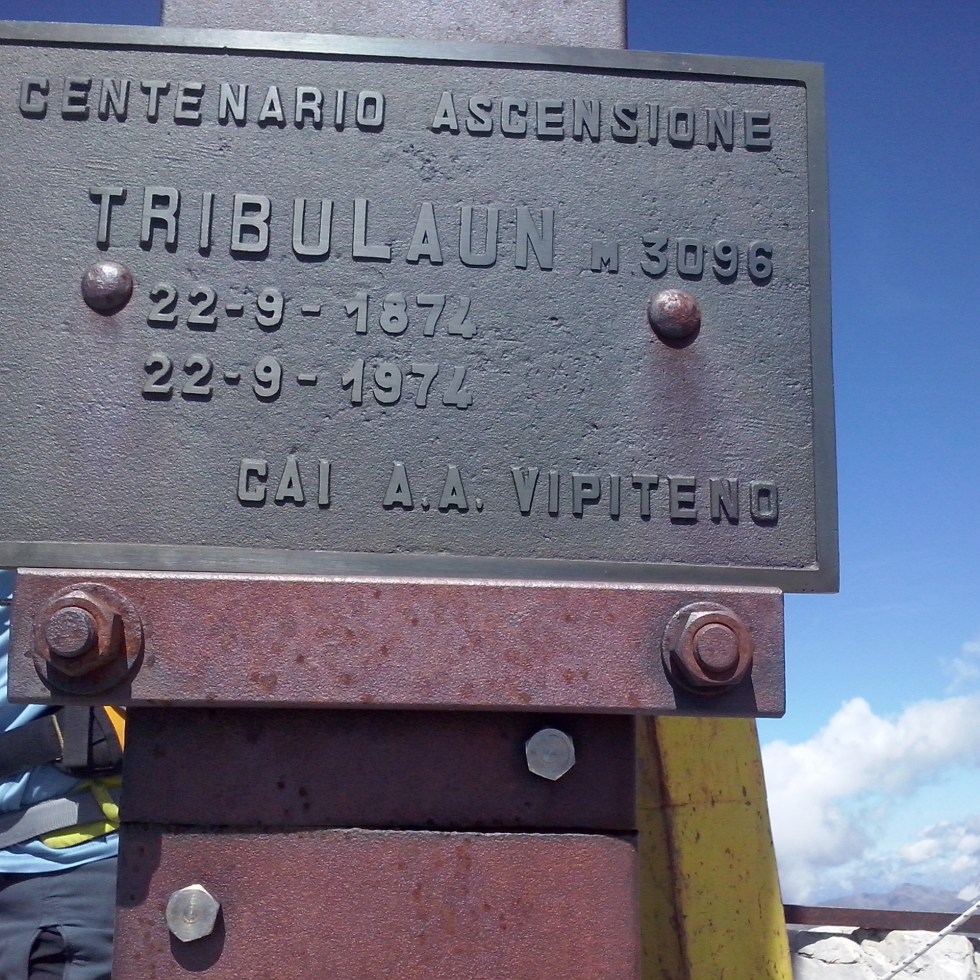 CENTENARIO ASCENSIONE
TRIBULAUN M 3096
22-9-1874
22-9-1974
CAI A.A. VIPITENO